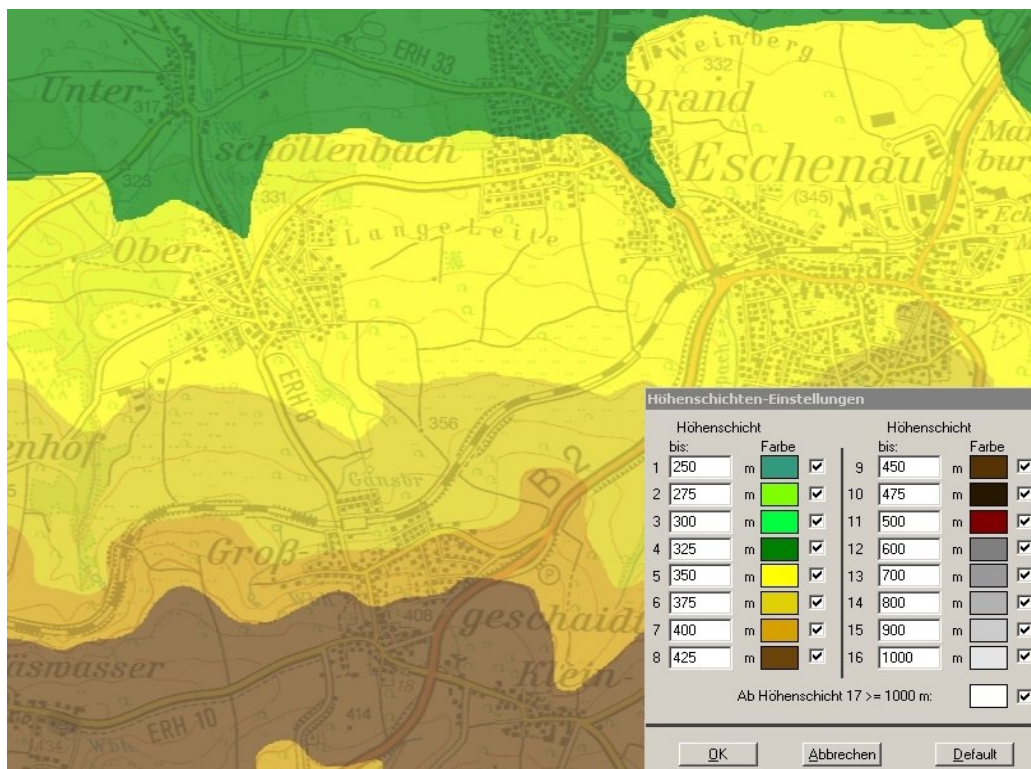 ERH 33
Weinberg
332
Unter-
317
Brand
schöllenbach
Eschenau
323
331
(345)
Ober-
Lange Leite
ERH 8
356
Gänsbr
B 2
Groß-
408
geschaidt
Klein-
ERH 10
414
434
Höhenschichten-Einstellungen
Höhenschicht
bis: Farbe
1 250 m
2 275 m
3 300 m
4 325 m
5 350 m
6 375 m
7 400 m
8 425 m
Höhenschicht
bis: Farbe
9 450 m
10 475 m
11 500 m
12 600 m
13 700 m
14 800 m
15 900 m
16 1000 m
Ab Höhenschicht 17 >= 1000 m:
OK Abbrechen Default